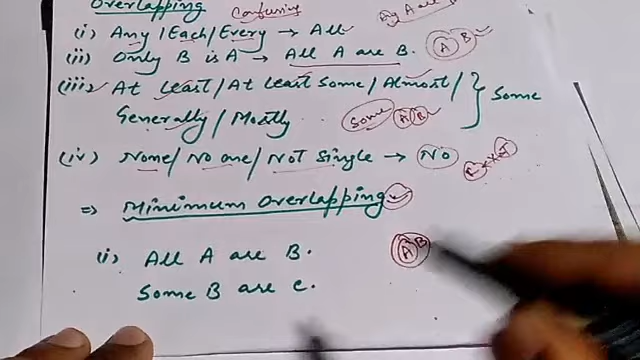 Overlapping Confusing
(i) Any / Each / Every → All
(ii) Only B is A → All A are B. A B
(iii) At Least / At least Some / Almost / } Some
Generally / Mostly Some A B
(iv) None / No one / Not Single → No
⇒ Minimum Overlapping
(i) All A are B. A B
Some B are C.